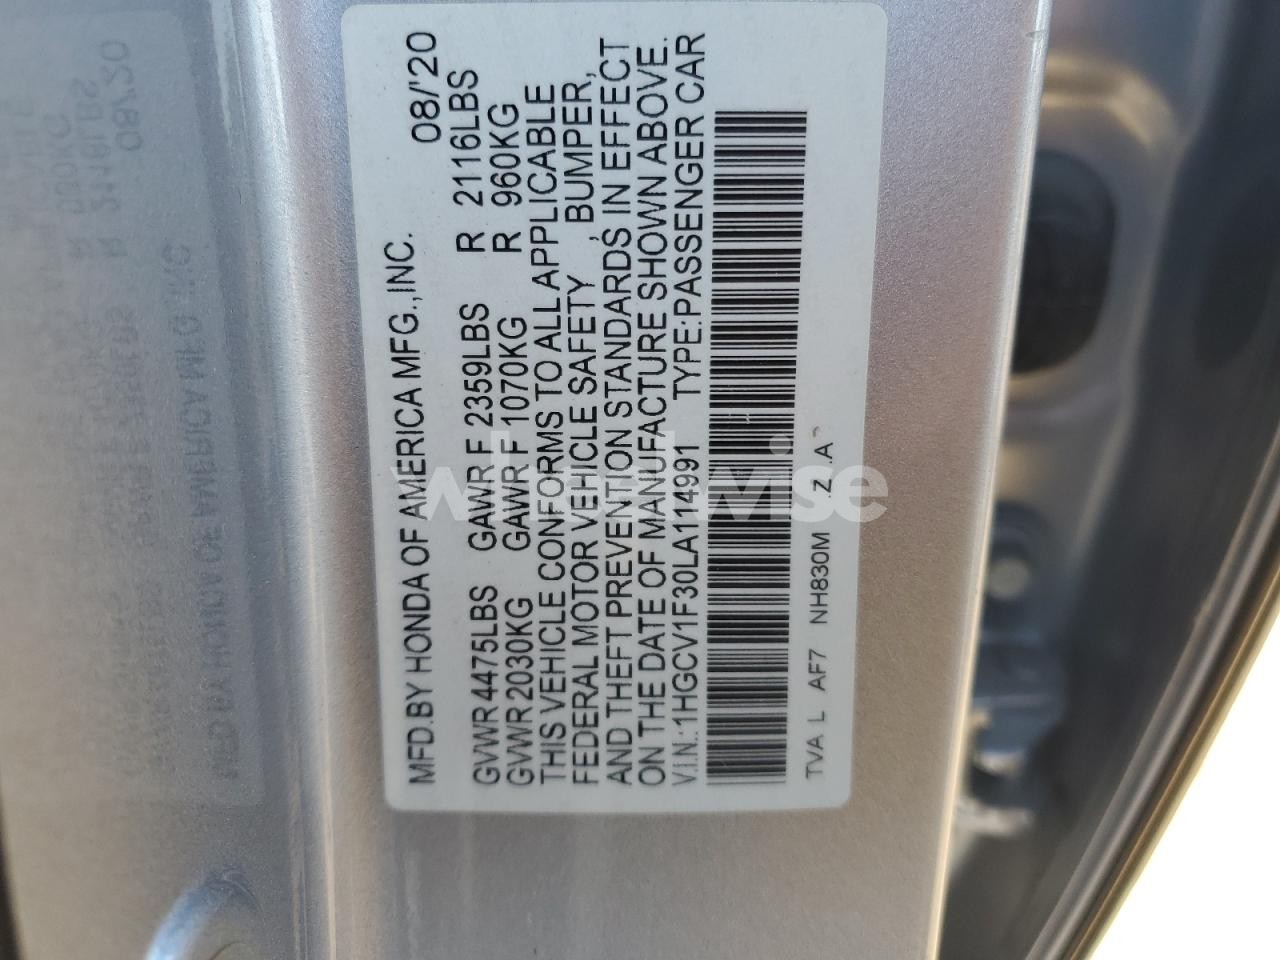 MFD.BY HONDA OF AMERICA MFG.,INC. 08/'20
GVWR 4475LBS GAWR F 2359LBS R 2116LBS
GVWR 2030KG GAWR F 1070KG R 960KG
THIS VEHICLE CONFORMS TO ALL APPLICABLE
FEDERAL MOTOR VEHICLE SAFETY , BUMPER,
AND THEFT PREVENTION STANDARDS IN EFFECT
ON THE DATE OF MANUFACTURE SHOWN ABOVE.
V.I.N.:1HGCV1F30LA114991 TYPE:PASSENGER CAR
TVA L AF7 NH830M .Z .A
wheelwise